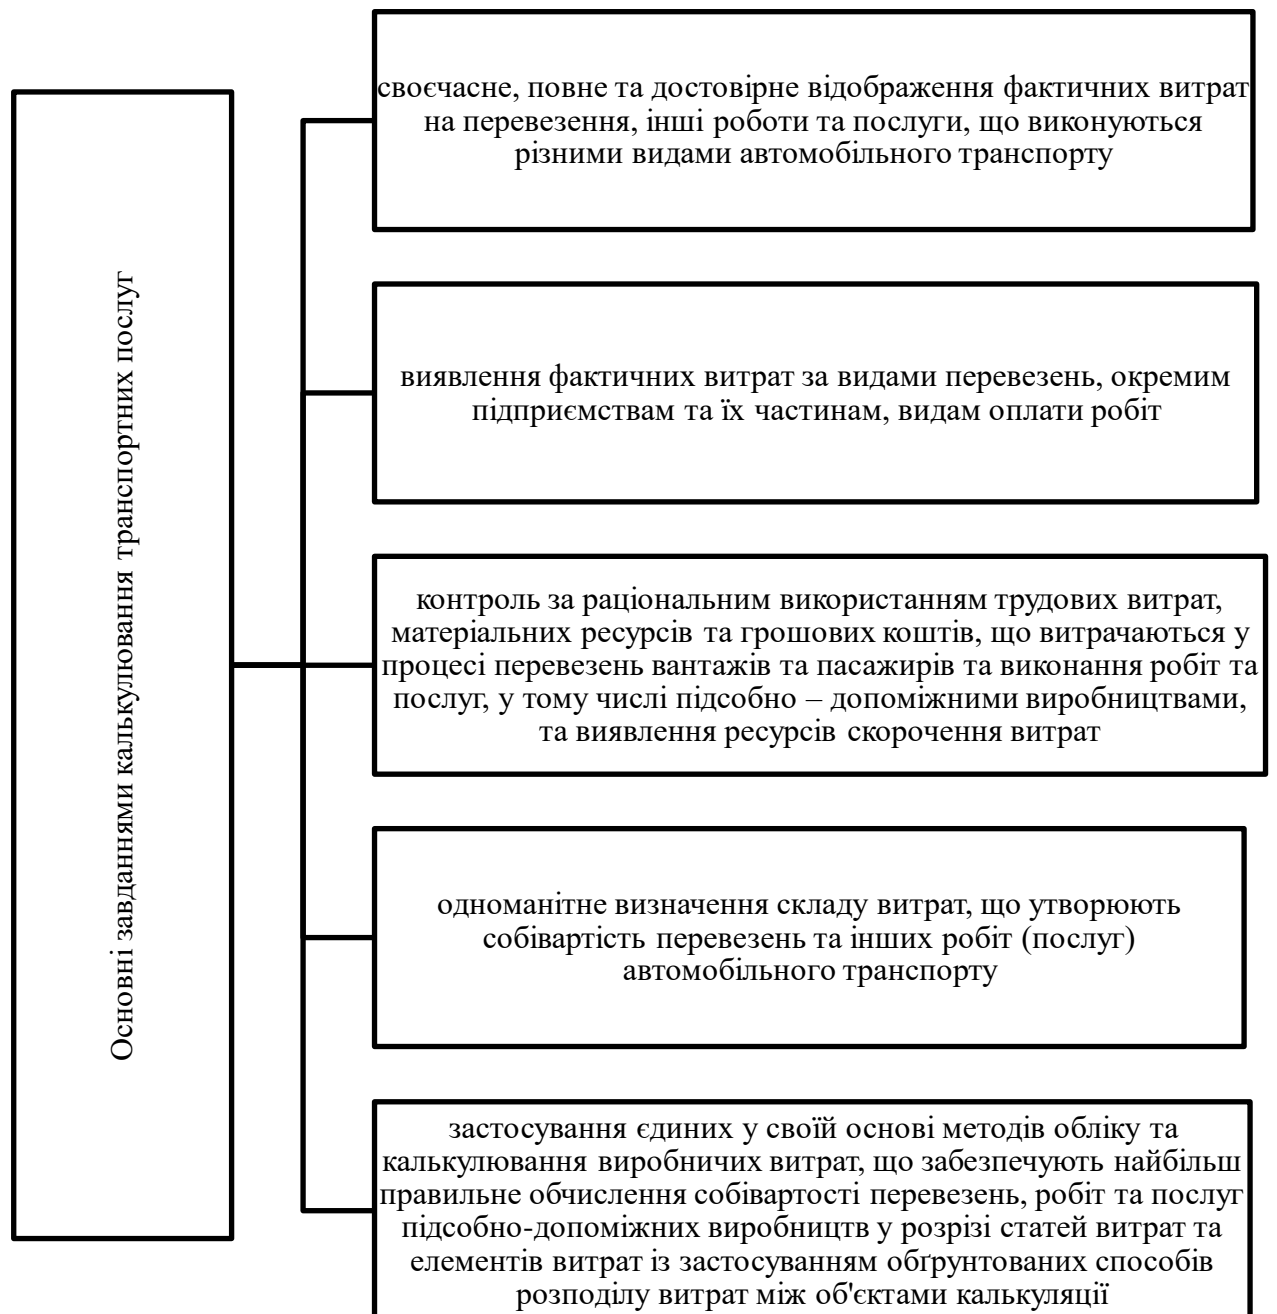 Основні завданнями калькулювання транспортних послуг
своєчасне, повне та достовірне відображення фактичних витрат
на перевезення, інші роботи та послуги, що виконуються
різними видами автомобільного транспорту
виявлення фактичних витрат за видами перевезень, окремим
підприємствам та їх частинам, видам оплати робіт
контроль за раціональним використанням трудових витрат,
матеріальних ресурсів та грошових коштів, що витрачаються у
процесі перевезень вантажів та пасажирів та виконання робіт та
послуг, у тому числі підсобно – допоміжними виробництвами,
та виявлення ресурсів скорочення витрат
одноманітне визначення складу витрат, що утворюють
собівартість перевезень та інших робіт (послуг)
автомобільного транспорту
застосування єдиних у своїй основі методів обліку та
калькулювання виробничих витрат, що забезпечують найбільш
правильне обчислення собівартості перевезень, робіт та послуг
підсобно-допоміжних виробництв у розрізі статей витрат та
елементів витрат із застосуванням обґрунтованих способів
розподілу витрат між об'єктами калькуляції